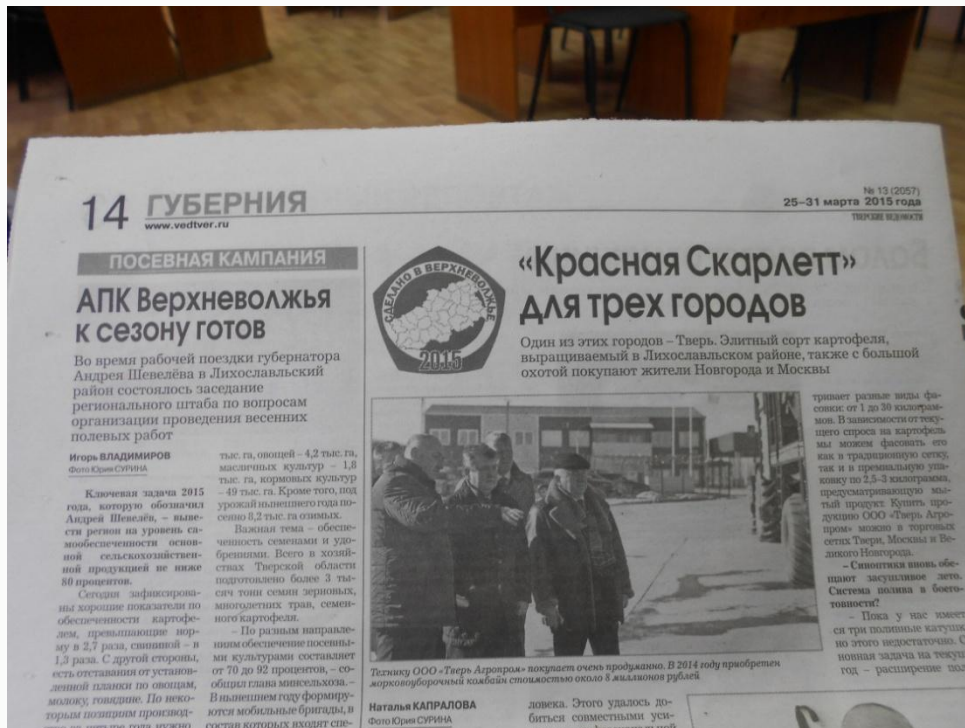 14 ГУБЕРНИЯ
www.vedtver.ru
№ 13 (2057)
25–31 марта 2015 года
ТВЕРСКИЕ ВЕДОМОСТИ
ПОСЕВНАЯ КАМПАНИЯ
АПК Верхневолжья
к сезону готов
Во время рабочей поездки губернатора
Андрея Шевелёва в Лихославльский
район состоялось заседание
регионального штаба по вопросам
организации проведения весенних
полевых работ
Игорь ВЛАДИМИРОВ
Фото Юрия СУРИНА
Ключевая задача 2015
года, которую обозначил
Андрей Шевелёв, – выве-
сти регион на уровень са-
мообеспеченности основ-
ной сельскохозяйствен-
ной продукцией не ниже
80 процентов.
Сегодня зафиксирова-
ны хорошие показатели по
обеспеченности картофе-
лем, превышающие нор-
му в 2,7 раза, свининой – в
1,3 раза. С другой стороны,
есть отставания от установ-
ленной планки по овощам,
молоку, говядине. По неко-
торым позициям производ-
тыс. га, овощей – 4,2 тыс. га,
масличных культур – 1,8
тыс. га, кормовых культур
– 49 тыс. га. Кроме того, под
урожай нынешнего года по-
сеяно 8,2 тыс. га озимых.
Важная тема – обеспе-
ченность семенами и удо-
брениями. Всего в хозяй-
ствах Тверской области
подготовлено более 3 ты-
сяч тонн семян зерновых,
многолетних трав, семен-
ного картофеля.
– По разным направле-
ниям обеспечение посевны-
ми культурами составляет
от 70 до 92 процентов, – со-
общил глава минсельхоза. –
В нынешнем году формиру-
ются мобильные бригады, в
состав которых входят спе-
СДЕЛАНО В ВЕРХНЕВОЛЖЬЕ
2015
«Красная Скарлетт»
для трех городов
Один из этих городов – Тверь. Элитный сорт картофеля,
выращиваемый в Лихославльском районе, также с большой
охотой покупают жители Новгорода и Москвы
Технику ООО «Тверь Агропром» покупает очень продуманно. В 2014 году приобретен
морковоуборочный комбайн стоимостью около 8 миллионов рублей
Наталья КАПРАЛОВА
Фото Юрия СУРИНА
ловека. Этого удалось до-
биться совместными уси-
тривает разные виды фа-
совки: от 1 до 30 килограм-
мов. В зависимости от теку-
щего спроса на картофель
мы можем фасовать его
как в традиционную сетку,
так и в премиальную упа-
ковку по 2,5–3 килограмма,
предусматривающую мы-
тый продукт. Купить про-
дукцию ООО «Тверь Агро-
пром» можно в торговых
сетях Твери, Москвы и Ве-
ликого Новгорода.
– Синоптики вновь обе-
щают засушливое лето.
Система полива в боего-
товности?
– Пока у нас имеет
ся три поливные катушк
но этого недостаточно. О
новная задача на текущ
год – расширение пол